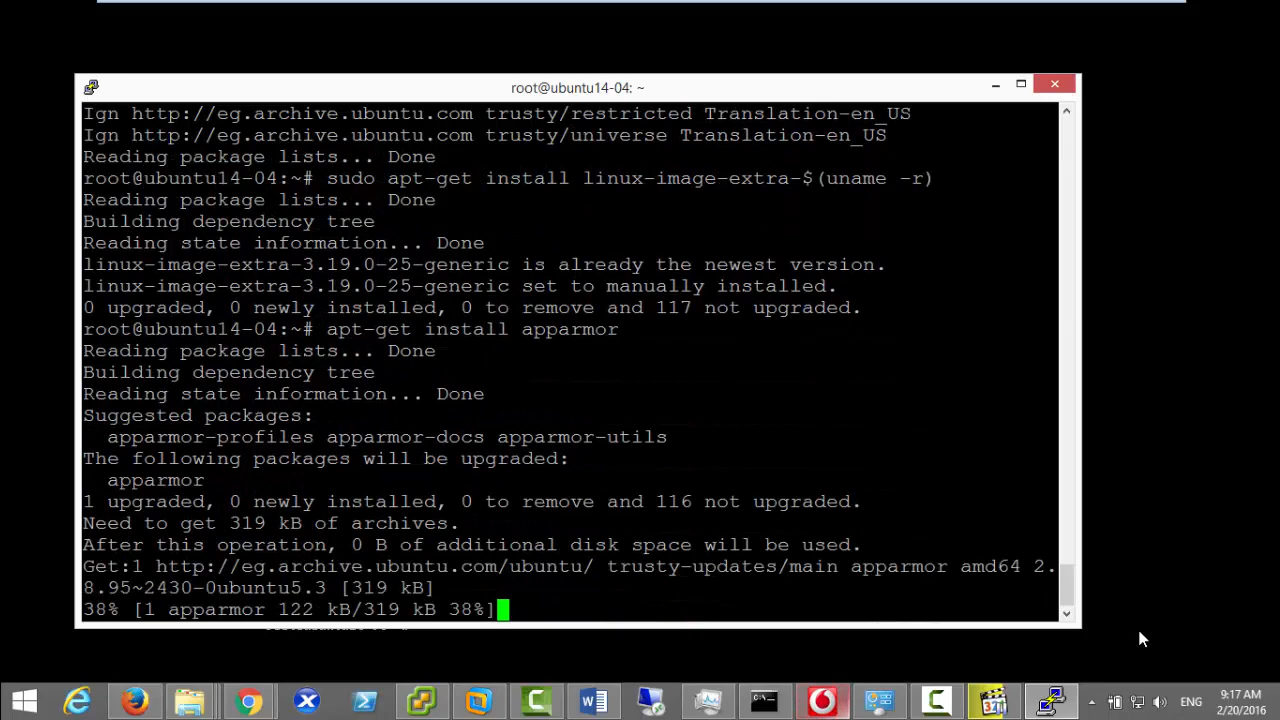 root@ubuntu14-04: ~
Ign http://eg.archive.ubuntu.com trusty/restricted Translation-en_US
Ign http://eg.archive.ubuntu.com trusty/universe Translation-en_US
Reading package lists... Done
root@ubuntu14-04:~# sudo apt-get install linux-image-extra-$(uname -r)
Reading package lists... Done
Building dependency tree
Reading state information... Done
linux-image-extra-3.19.0-25-generic is already the newest version.
linux-image-extra-3.19.0-25-generic set to manually installed.
0 upgraded, 0 newly installed, 0 to remove and 117 not upgraded.
root@ubuntu14-04:~# apt-get install apparmor
Reading package lists... Done
Building dependency tree
Reading state information... Done
Suggested packages:
apparmor-profiles apparmor-docs apparmor-utils
The following packages will be upgraded:
apparmor
1 upgraded, 0 newly installed, 0 to remove and 116 not upgraded.
Need to get 319 kB of archives.
After this operation, 0 B of additional disk space will be used.
Get:1 http://eg.archive.ubuntu.com/ubuntu/ trusty-updates/main apparmor amd64 2.
8.95~2430-0ubuntu5.3 [319 kB]
38% [1 apparmor 122 kB/319 kB 38%]
ENG
9:17 AM
2/20/2016